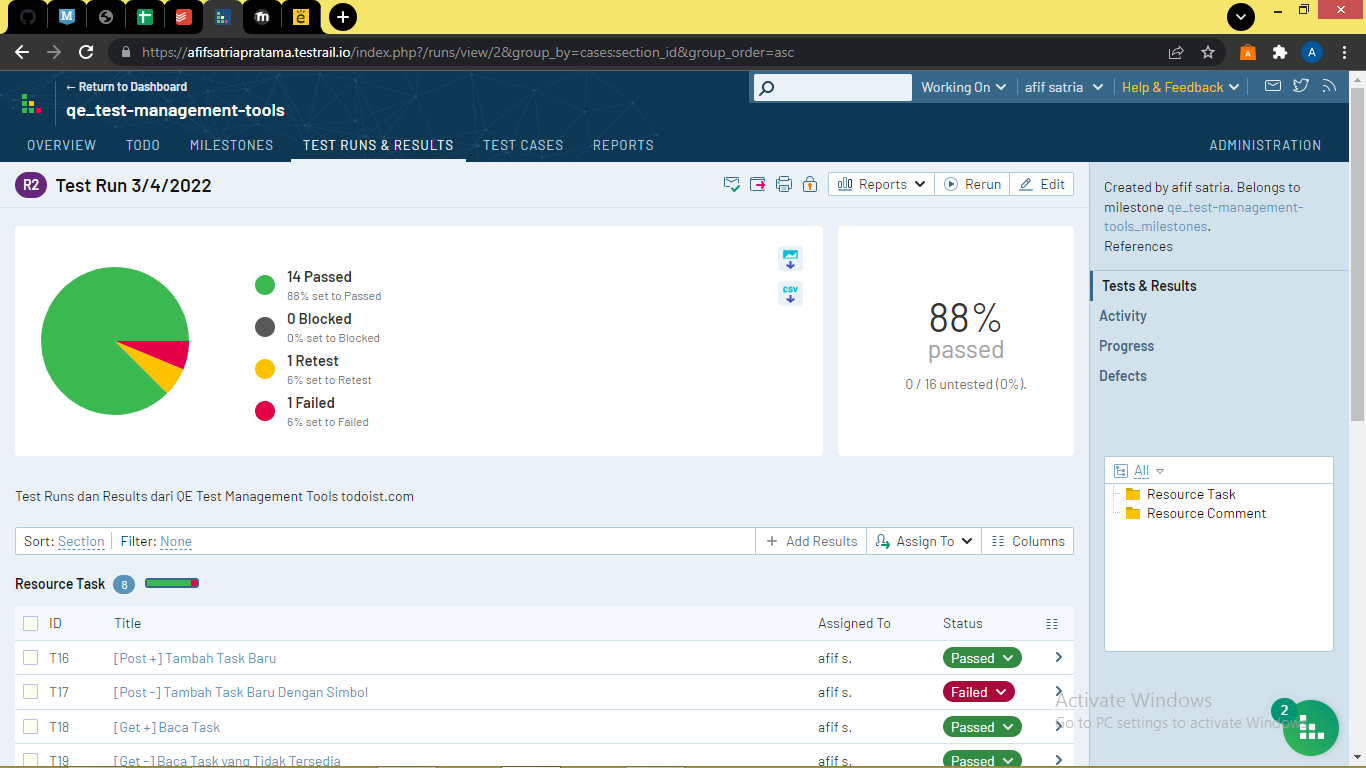 https://afifsatriapratama.testrail.io/index.php?/runs/view/2&group_by=cases:section_id&group_order=asc
A
← Return to Dashboard
qe_test-management-tools
Working On
afif satria
Help & Feedback
OVERVIEW
TODO
MILESTONES
TEST RUNS & RESULTS
TEST CASES
REPORTS
ADMINISTRATION
R2
Test Run 3/4/2022
Reports
Rerun
Edit
Created by afif satria. Belongs to
milestone qe_test-management-
tools_milestones.
References
14 Passed
88% set to Passed
0 Blocked
0% set to Blocked
1 Retest
6% set to Retest
1 Failed
6% set to Failed
CSV
88%
passed
0 / 16 untested (0%).
Tests & Results
Activity
Progress
Defects
All
Resource Task
Resource Comment
Test Runs dan Results dari QE Test Management Tools todoist.com
Sort: Section
Filter: None
+ Add Results
Assign To
Columns
Resource Task 8
ID Title Assigned To Status
T16 [Post +] Tambah Task Baru afif s. Passed
T17 [Post -] Tambah Task Baru Dengan Simbol afif s. Failed
T18 [Get +] Baca Task afif s. Passed
T19 [Get -] Baca Task yang Tidak Tersedia afif s. Passed
Activate Windows
Go to PC settings to activate Windows.
2